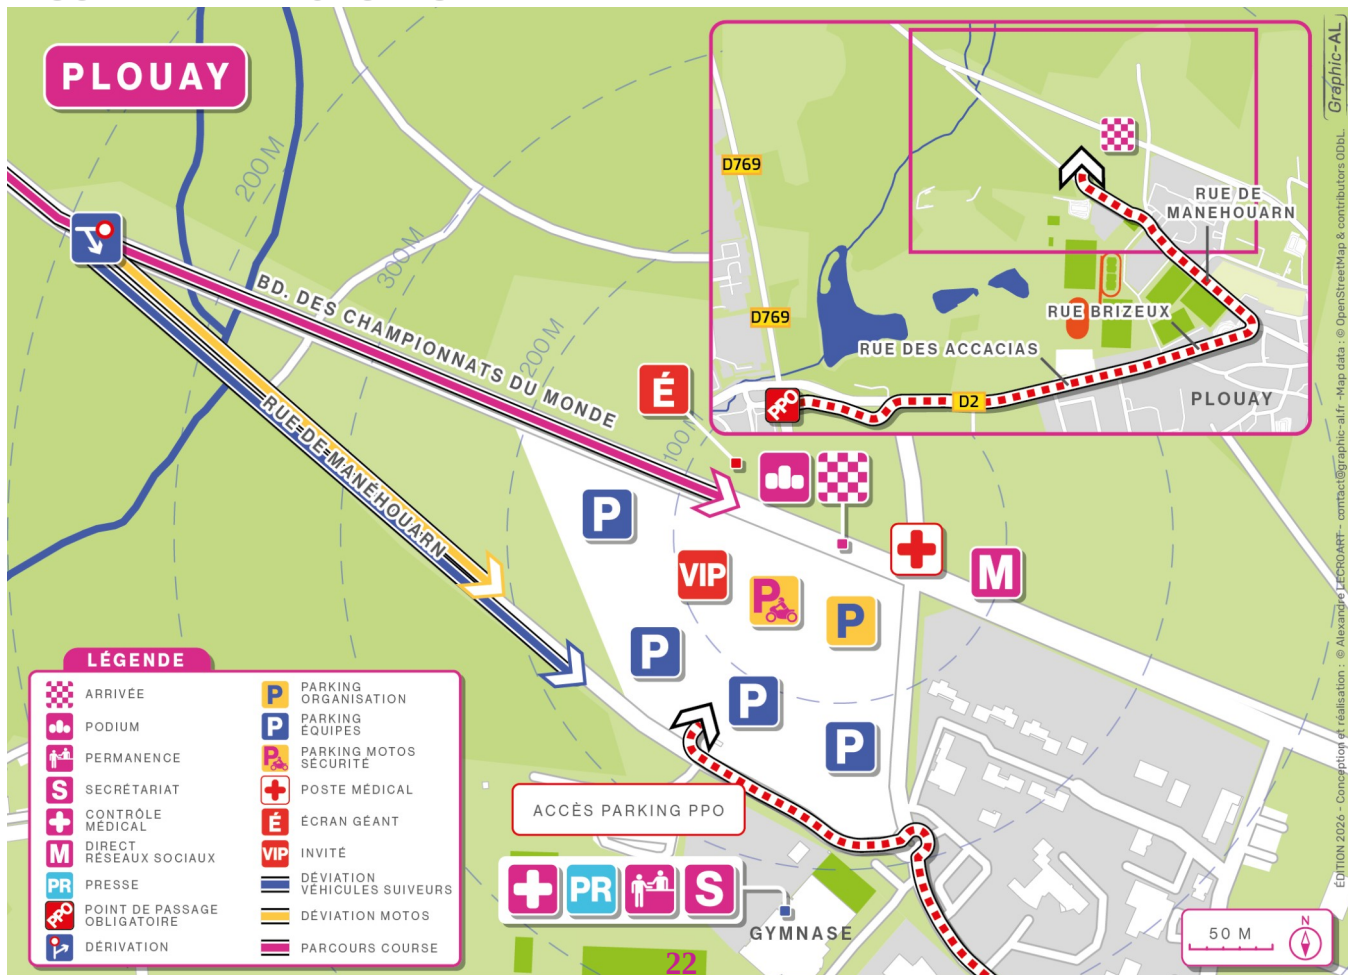 PLOUAY
200M
300M
200M
100M
BD. DES CHAMPIONNATS DU MONDE
RUE DE MANÉHOUARN
É
P
VIP
P
P
P
P
P
M
D769
D769
RUE DE
MANEHOUARN
RUE BRIZEUX
RUE DES ACCACIAS
PPO
D2
PLOUAY
ACCÈS PARKING PPO
PR
S
GYMNASE
LÉGENDE
ARRIVÉE
PODIUM
PERMANENCE
S SECRÉTARIAT
CONTRÔLE
MÉDICAL
M DIRECT
RÉSEAUX SOCIAUX
PR PRESSE
PPO POINT DE PASSAGE
OBLIGATOIRE
DÉRIVATION
P PARKING
ORGANISATION
P PARKING
ÉQUIPES
P PARKING MOTOS
SÉCURITÉ
POSTE MÉDICAL
É ÉCRAN GÉANT
VIP INVITÉ
DÉVIATION
VÉHICULES SUIVEURS
DÉVIATION MOTOS
PARCOURS COURSE
22
50 M
N
Graphic-AL
ÉDITION 2026 - Conception et réalisation : © Alexandre LECROART - contact@graphic-al.fr - Map data : © OpenStreetMap & contributors ODbL.